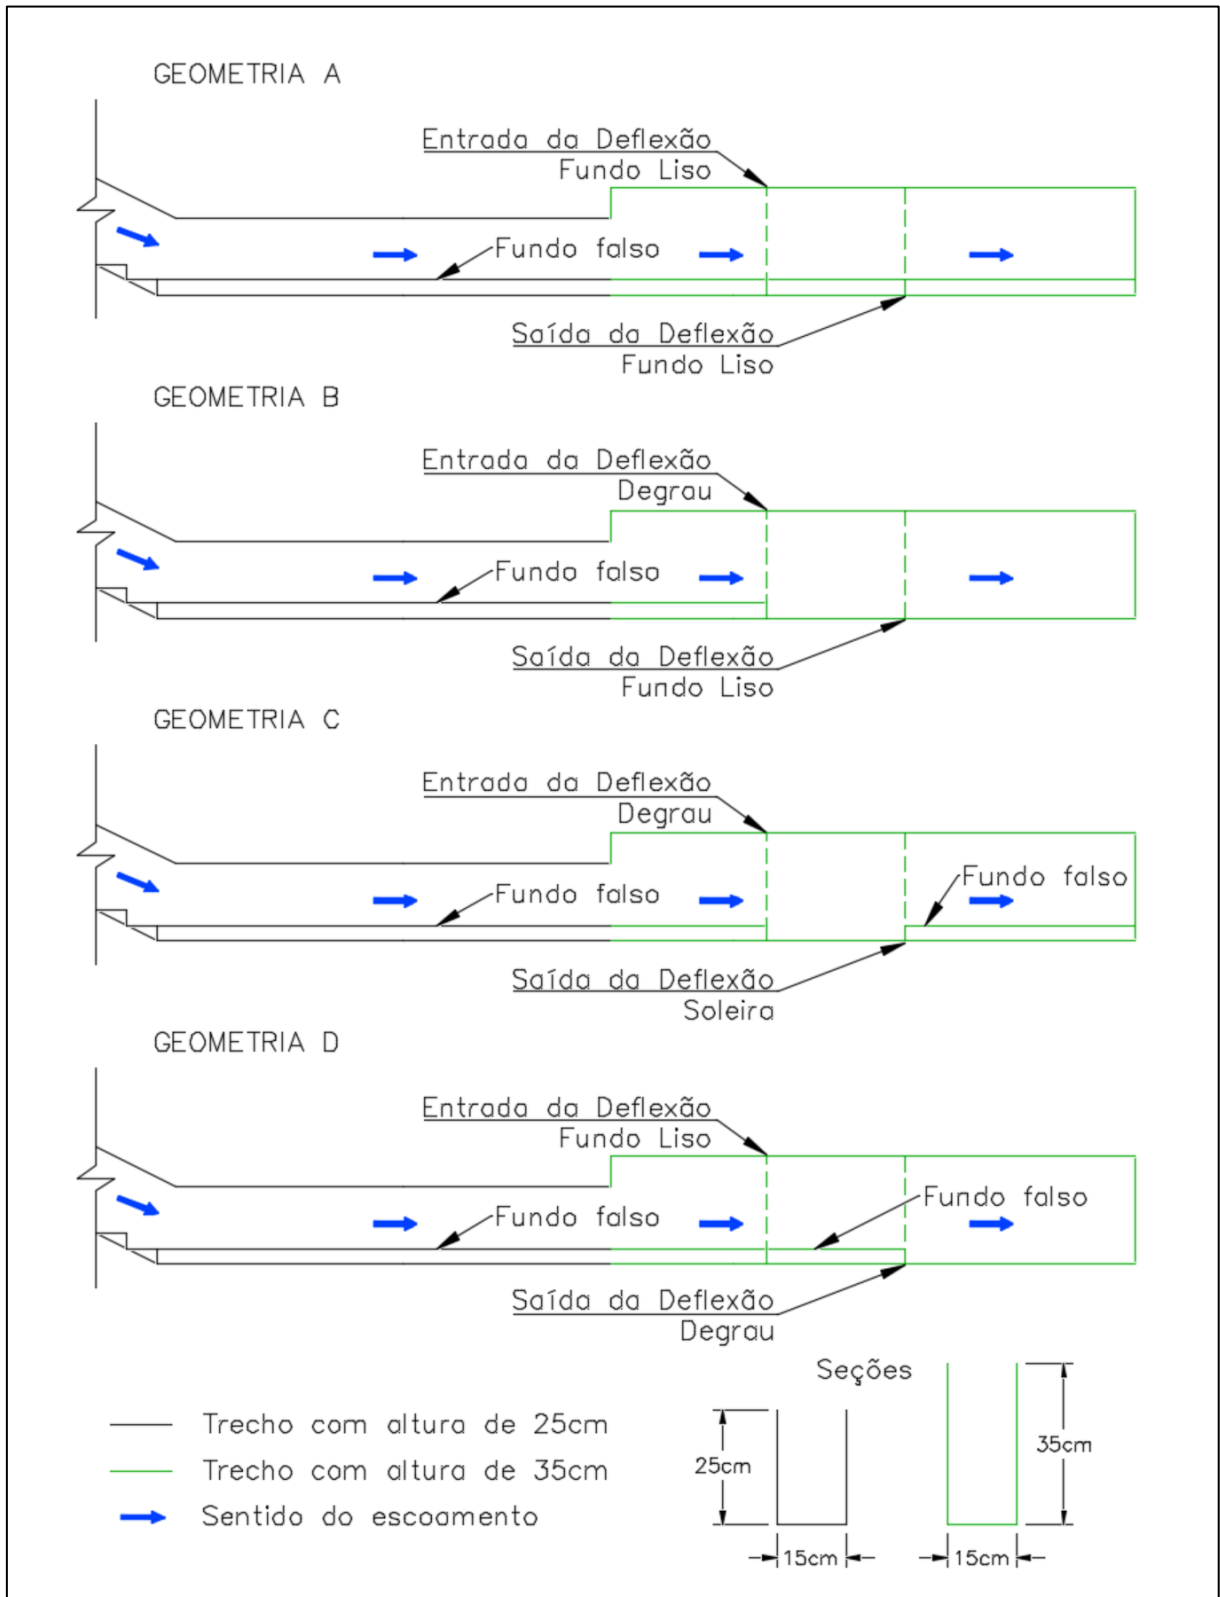 GEOMETRIA A
Entrada da Deflexão
Fundo Liso
Fundo falso
Saída da Deflexão
Fundo Liso
GEOMETRIA B
Entrada da Deflexão
Degrau
Fundo falso
Saída da Deflexão
Fundo Liso
GEOMETRIA C
Entrada da Deflexão
Degrau
Fundo falso
Fundo falso
Saída da Deflexão
Soleira
GEOMETRIA D
Entrada da Deflexão
Fundo Liso
Fundo falso
Fundo falso
Saída da Deflexão
Degrau
Seções
Trecho com altura de 25cm
Trecho com altura de 35cm
Sentido do escoamento
25cm
35cm
15cm
15cm